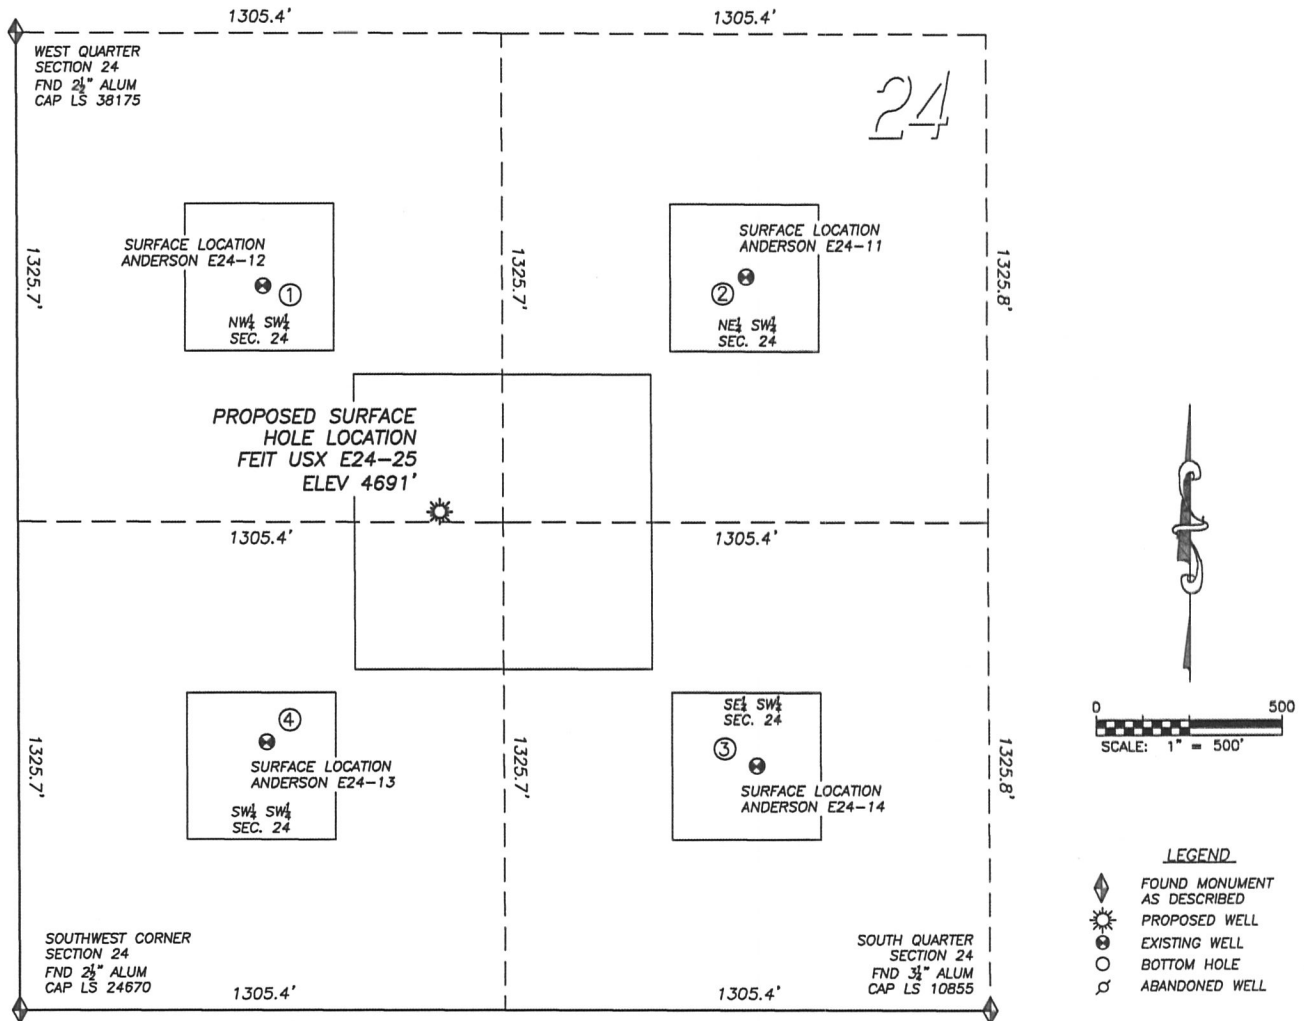 1305.4'
1305.4'
WEST QUARTER
SECTION 24
FND 2½" ALUM
CAP LS 38175
24
SURFACE LOCATION
ANDERSON E24-12
1
NW¼ SW¼
SEC. 24
SURFACE LOCATION
ANDERSON E24-11
2
NE¼ SW¼
SEC. 24
1325.7'
1325.7'
1325.8'
PROPOSED SURFACE
HOLE LOCATION
FEIT USX E24-25
ELEV 4691'
1305.4'
1305.4'
0
500
SCALE: 1" = 500'
4
SURFACE LOCATION
ANDERSON E24-13
SW¼ SW¼
SEC. 24
SE¼ SW¼
SEC. 24
3
SURFACE LOCATION
ANDERSON E24-14
1325.7'
1325.7'
1325.8'
LEGEND
FOUND MONUMENT
AS DESCRIBED
PROPOSED WELL
EXISTING WELL
BOTTOM HOLE
ABANDONED WELL
SOUTHWEST CORNER
SECTION 24
FND 2½" ALUM
CAP LS 24670
1305.4'
1305.4'
SOUTH QUARTER
SECTION 24
FND 3¼" ALUM
CAP LS 10855